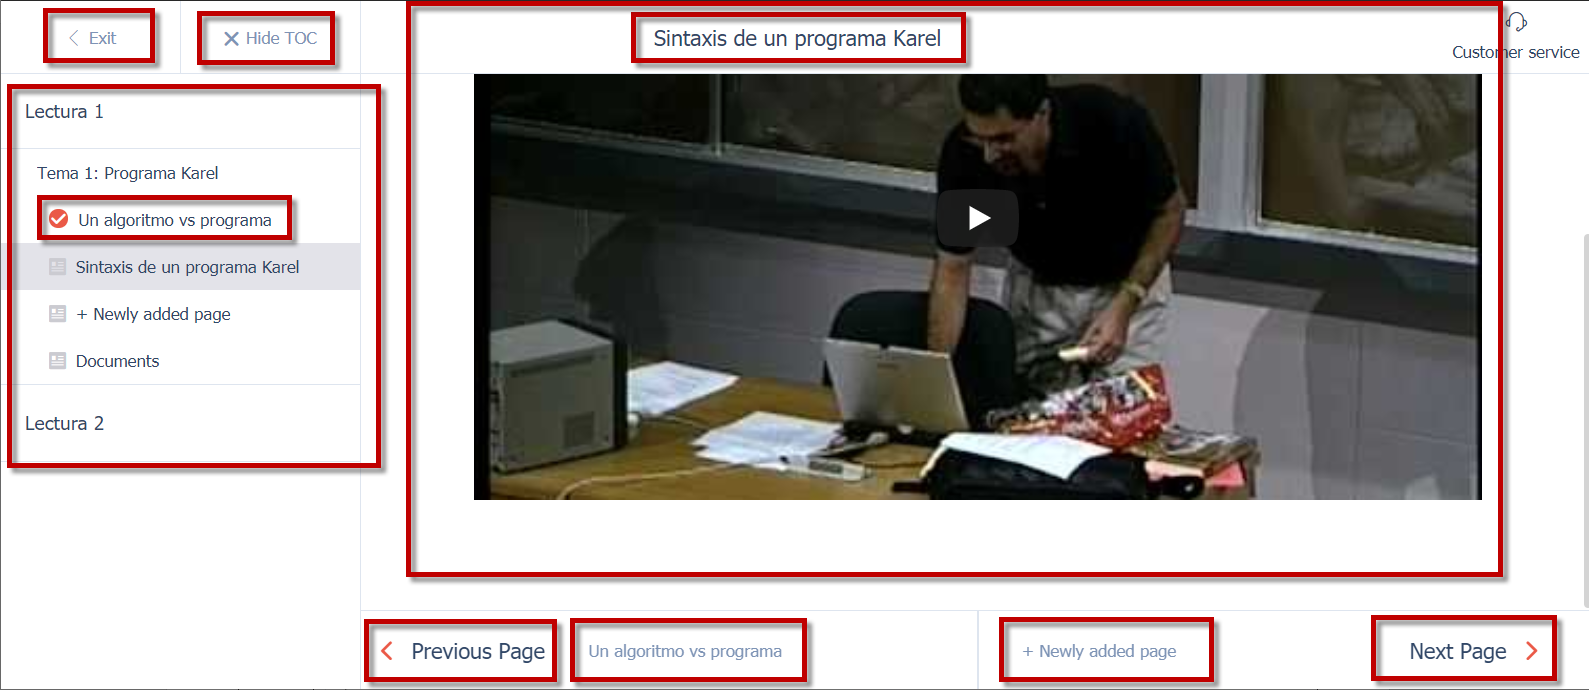 Exit
Hide TOC
Sintaxis de un programa Karel
Customer service
Lectura 1
Tema 1: Programa Karel
Un algoritmo vs programa
Sintaxis de un programa Karel
+ Newly added page
Documents
Lectura 2
Previous Page
Un algoritmo vs programa
+ Newly added page
Next Page